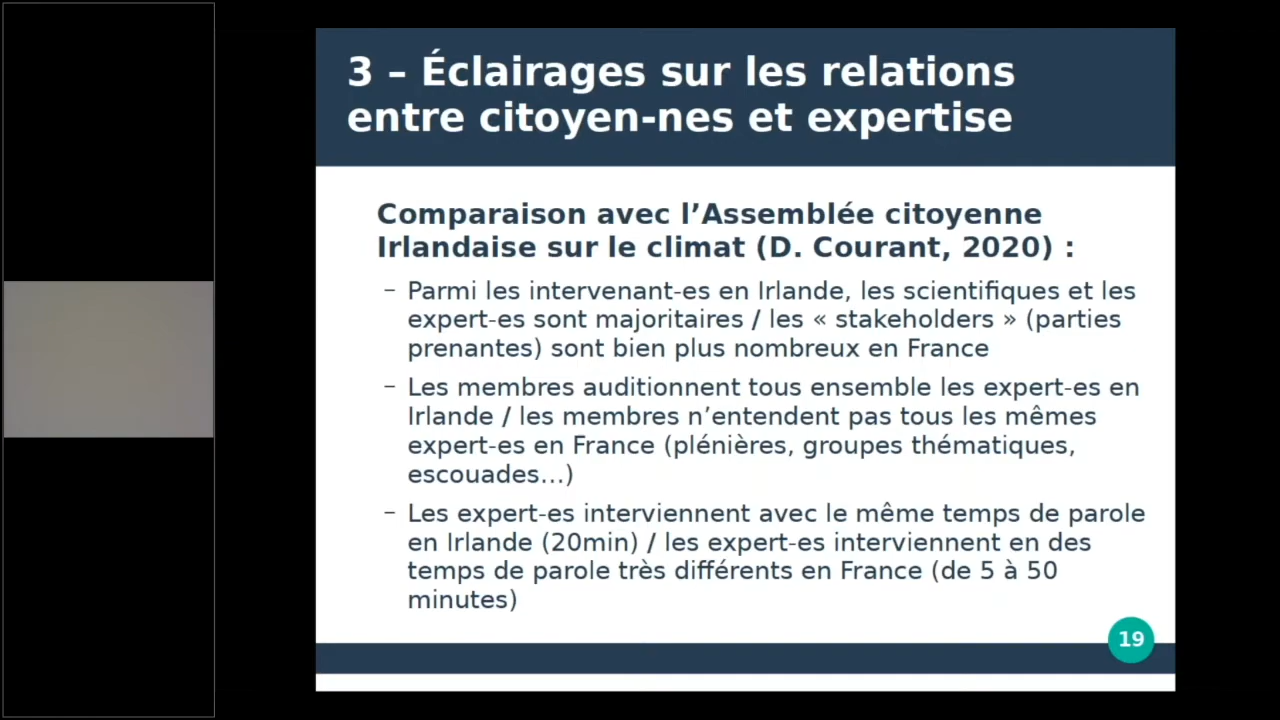 3 – Éclairages sur les relations
entre citoyen-nes et expertise
Comparaison avec l’Assemblée citoyenne
Irlandaise sur le climat (D. Courant, 2020) :
– Parmi les intervenant-es en Irlande, les scientifiques et les
expert-es sont majoritaires / les « stakeholders » (parties
prenantes) sont bien plus nombreux en France
– Les membres auditionnent tous ensemble les expert-es en
Irlande / les membres n’entendent pas tous les mêmes
expert-es en France (plénières, groupes thématiques,
escouades…)
– Les expert-es interviennent avec le même temps de parole
en Irlande (20min) / les expert-es interviennent en des
temps de parole très différents en France (de 5 à 50
minutes)
19